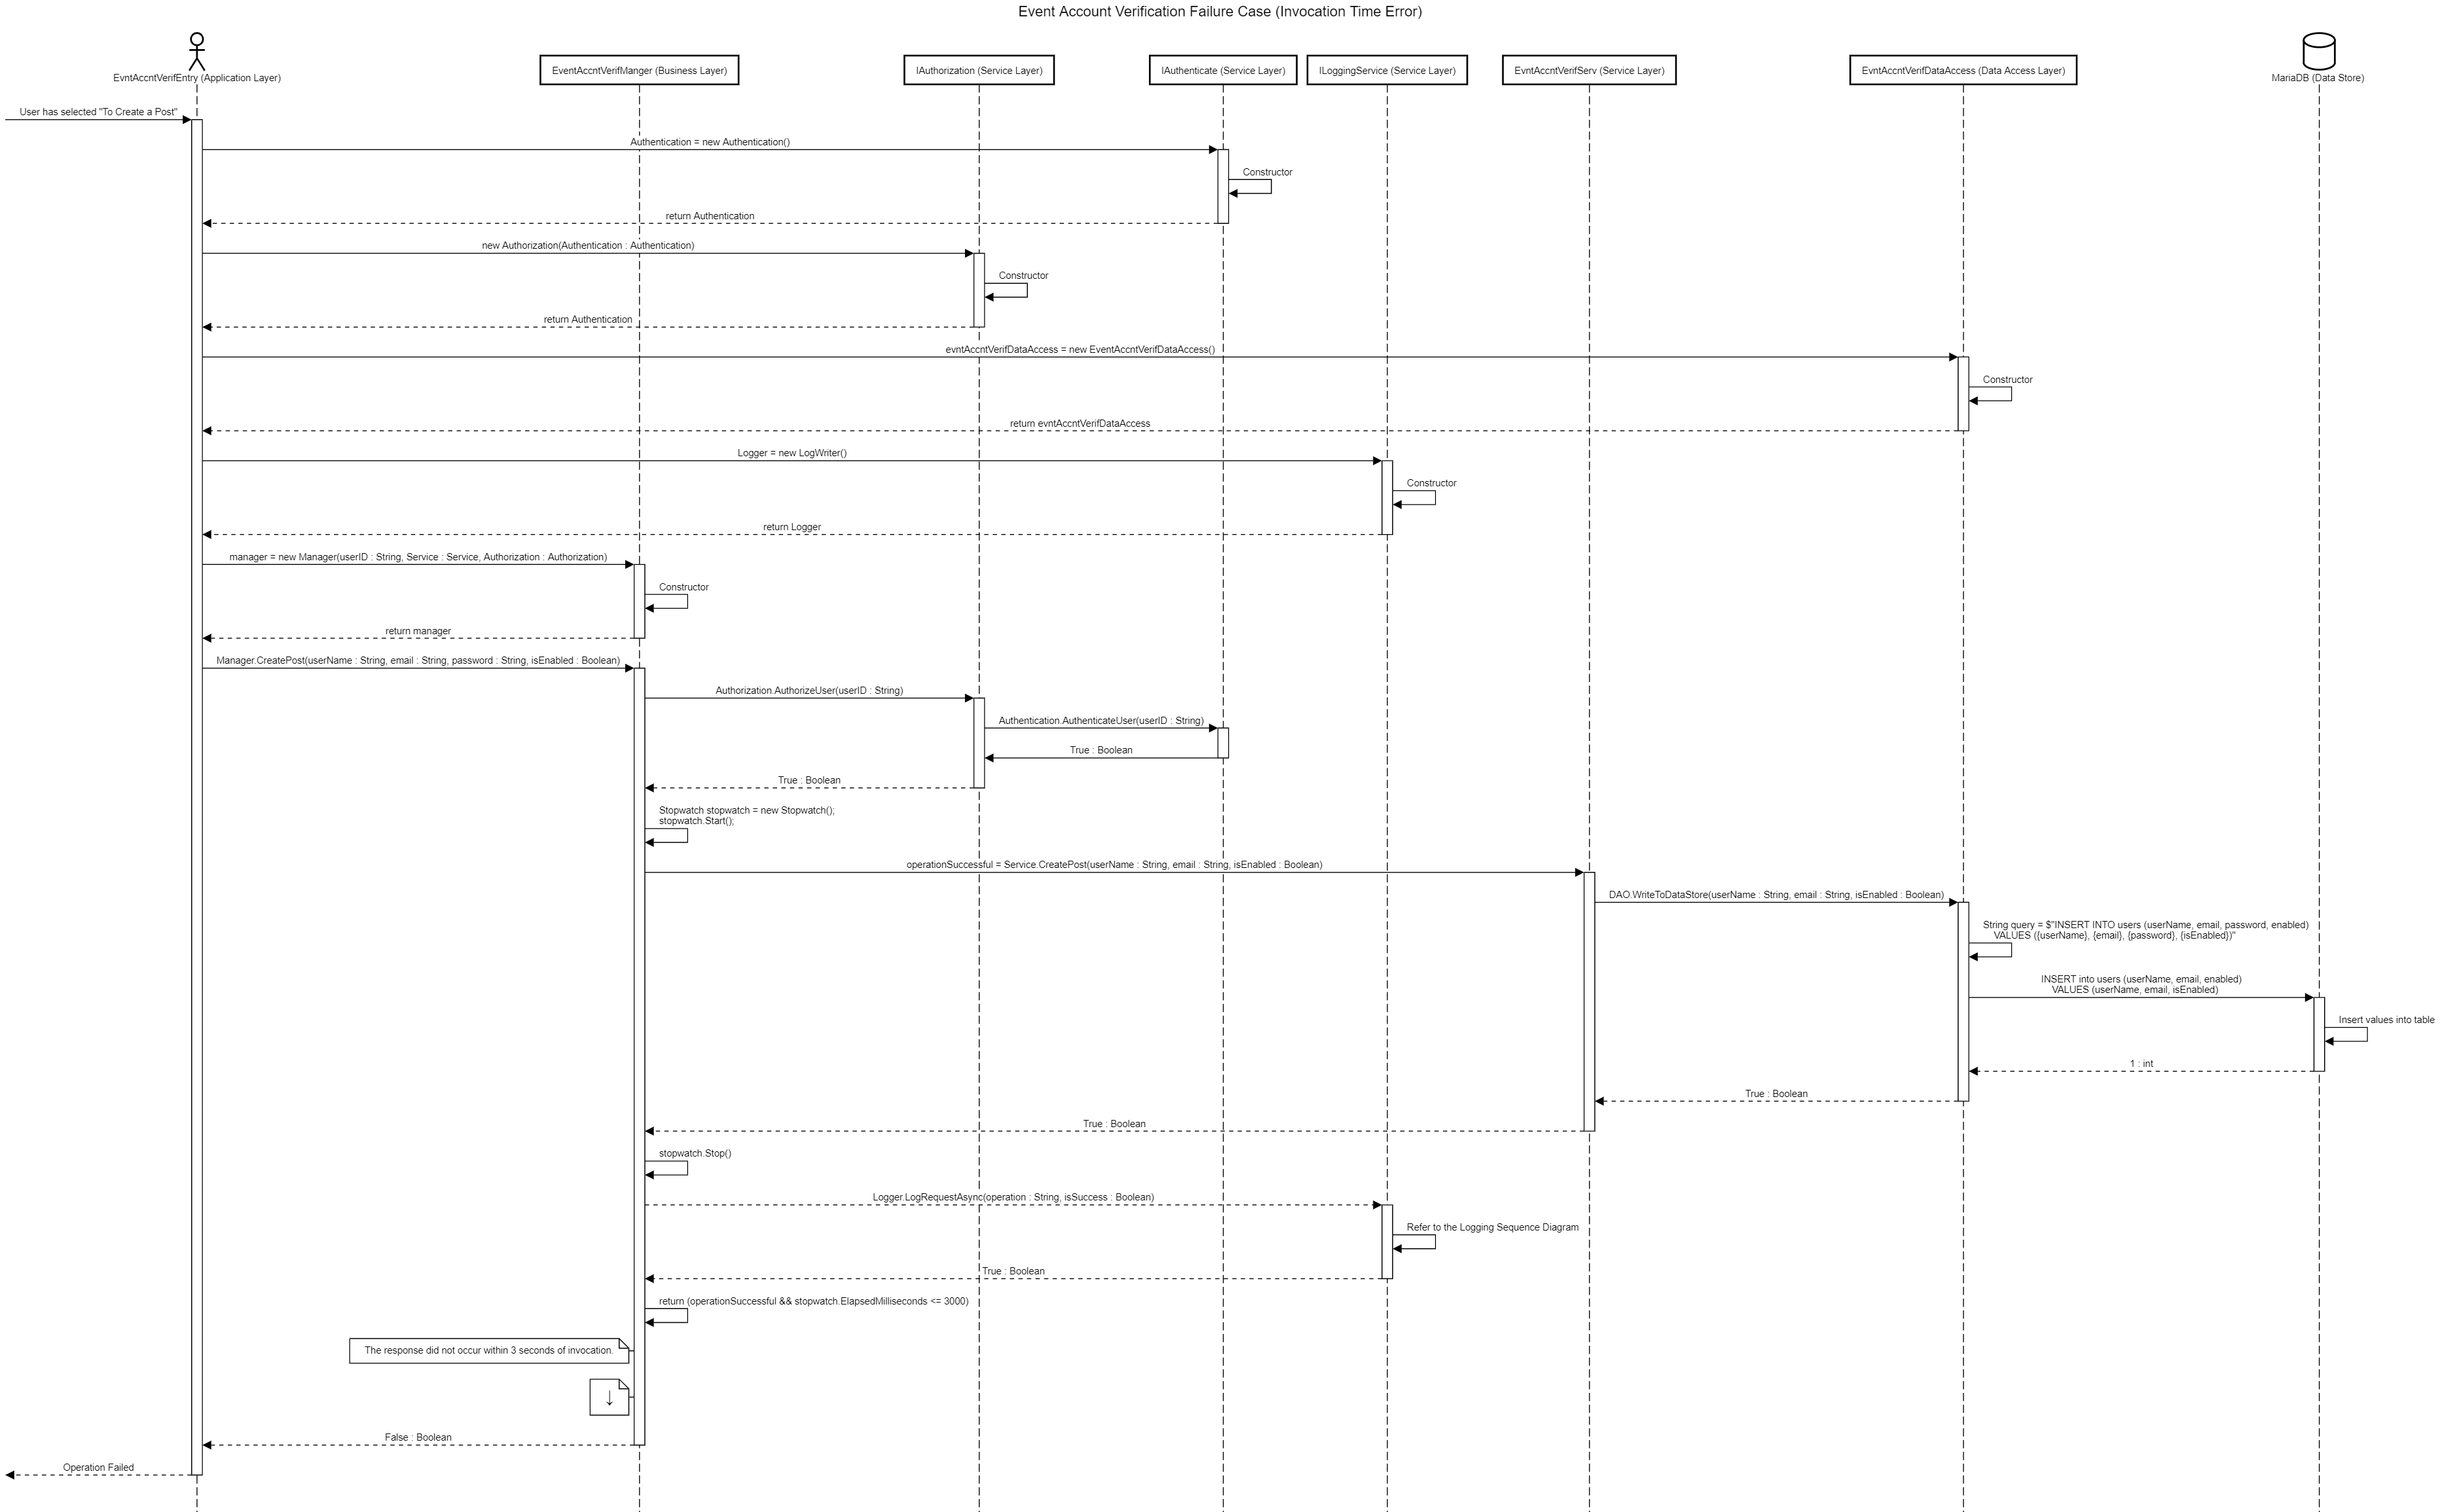 Event Account Verification Failure Case (Invocation Time Error)
EvntAccntVerifEntry (Application Layer)
EventAccntVerifManger (Business Layer)
IAuthorization (Service Layer)
IAuthenticate (Service Layer)
ILoggingService (Service Layer)
EvntAccntVerifServ (Service Layer)
EvntAccntVerifDataAccess (Data Access Layer)
MariaDB (Data Store)
User has selected "To Create a Post"
Authentication = new Authentication()
Constructor
return Authentication
new Authorization(Authentication : Authentication)
Constructor
return Authentication
evntAccntVerifDataAccess = new EventAccntVerifDataAccess()
Constructor
return evntAccntVerifDataAccess
Logger = new LogWriter()
Constructor
return Logger
manager = new Manager(userID : String, Service : Service, Authorization : Authorization)
Constructor
return manager
Manager.CreatePost(userName : String, email : String, password : String, isEnabled : Boolean)
Authorization.AuthorizeUser(userID : String)
Authentication.AuthenticateUser(userID : String)
True : Boolean
True : Boolean
Stopwatch stopwatch = new Stopwatch();
stopwatch.Start();
operationSuccessful = Service.CreatePost(userName : String, email : String, isEnabled : Boolean)
DAO.WriteToDataStore(userName : String, email : String, isEnabled : Boolean)
String query = $"INSERT INTO users (userName, email, password, enabled)
VALUES ({userName}, {email}, {password}, {isEnabled})"
INSERT into users (userName, email, enabled)
VALUES (userName, email, isEnabled)
Insert values into table
1 : int
True : Boolean
True : Boolean
stopwatch.Stop()
Logger.LogRequestAsync(operation : String, isSuccess : Boolean)
Refer to the Logging Sequence Diagram
True : Boolean
return (operationSuccessful && stopwatch.ElapsedMilliseconds <= 3000)
The response did not occur within 3 seconds of invocation.
↓
False : Boolean
Operation Failed